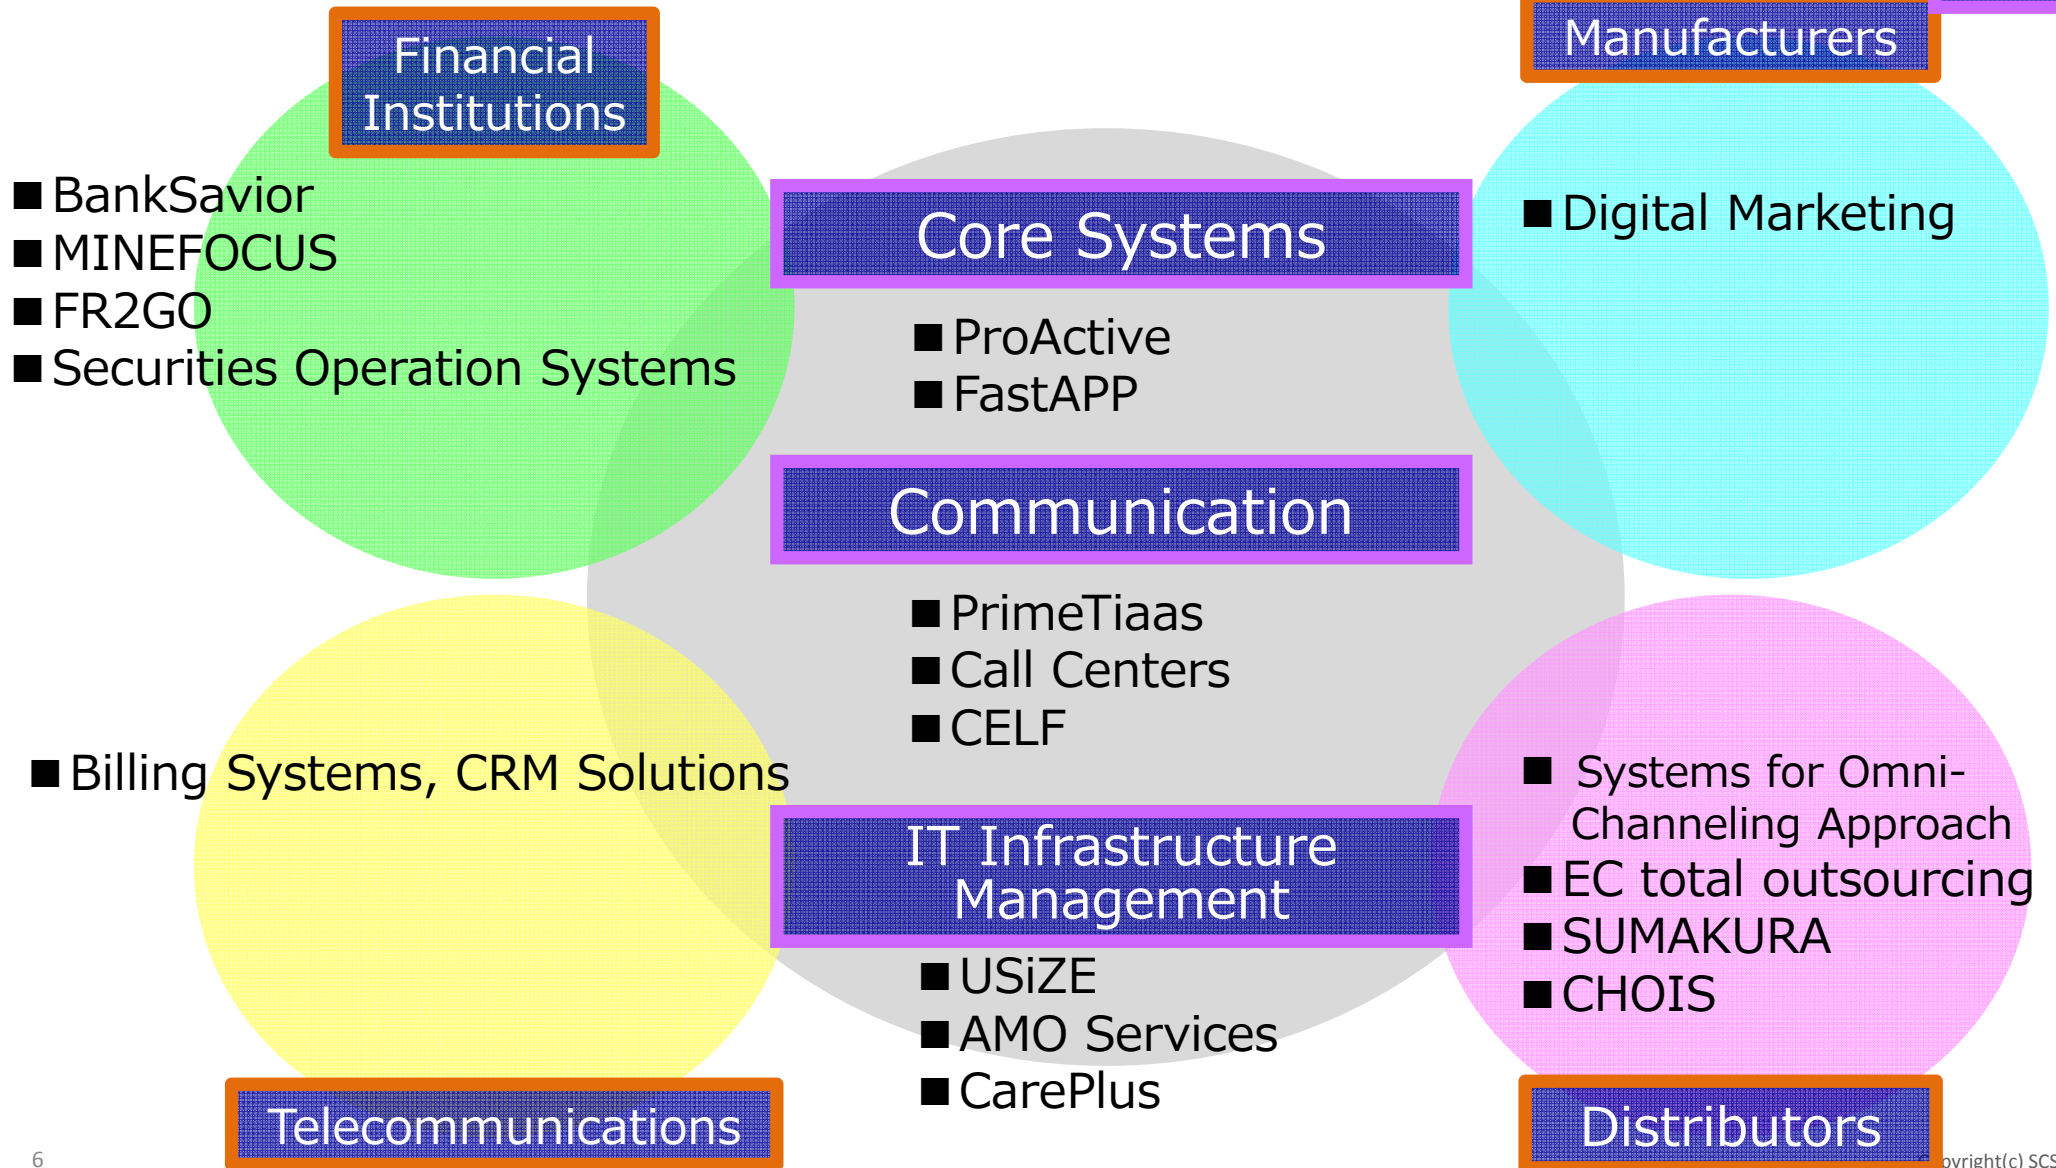 Financial
Institutions
■ BankSavior
■ MINEFOCUS
■ FR2GO
■ Securities Operation Systems
Manufacturers
■ Digital Marketing
Core Systems
■ ProActive
■ FastAPP
Communication
■ PrimeTiaas
■ Call Centers
■ CELF
IT Infrastructure
Management
■ USiZE
■ AMO Services
■ CarePlus
■ Billing Systems, CRM Solutions
Telecommunications
■ Systems for Omni-
Channeling Approach
■ EC total outsourcing
■ SUMAKURA
■ CHOIS
Distributors
6